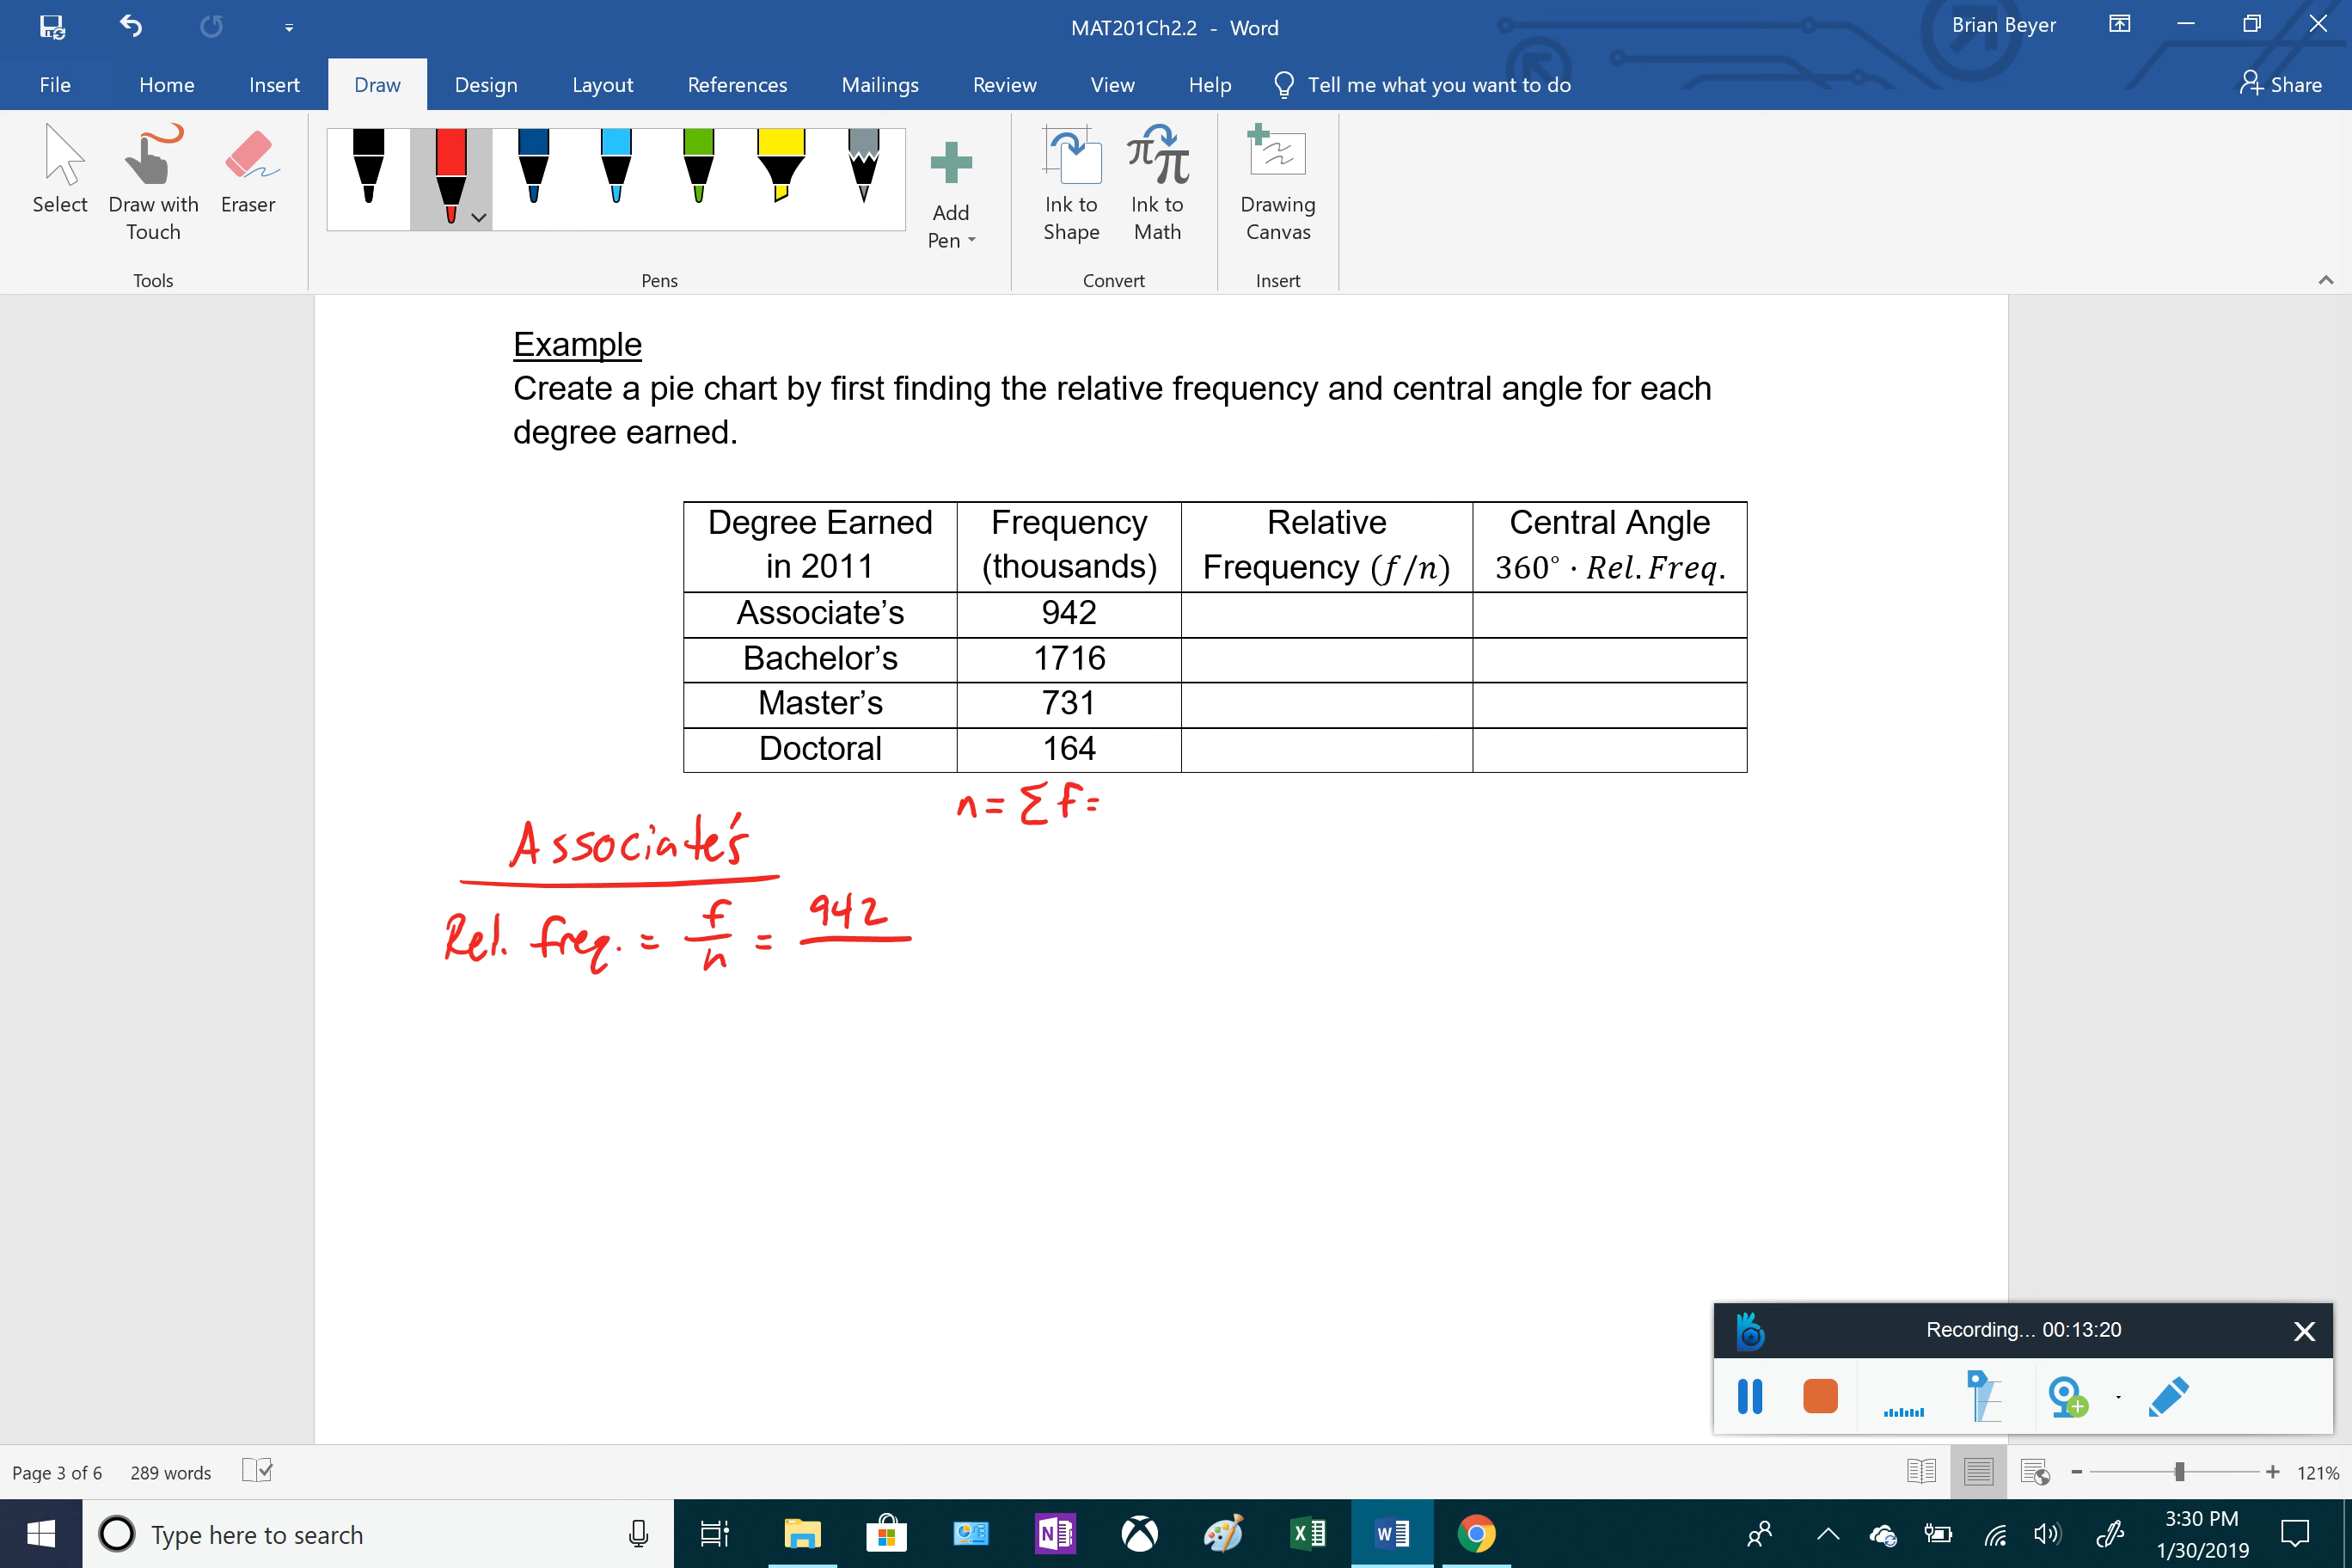 MAT201Ch2.2 - Word
Brian Beyer
File Home Insert Draw Design Layout References Mailings Review View Help Tell me what you want to do Share
Select Draw with Touch Eraser
Add Pen
Ink to Shape Ink to Math
Drawing Canvas
Tools Pens Convert Insert
Example
Create a pie chart by first finding the relative frequency and central angle for each
degree earned.
Degree Earned in 2011 Frequency (thousands) Relative Frequency (f/n) Central Angle 360° · Rel. Freq.
Associate's 942
Bachelor's 1716
Master's 731
Doctoral 164
n = Σ f =
Associate's
Rel. freq. = f/n = 942
Recording... 00:13:20
Page 3 of 6 289 words 121%
Type here to search
3:30 PM
1/30/2019